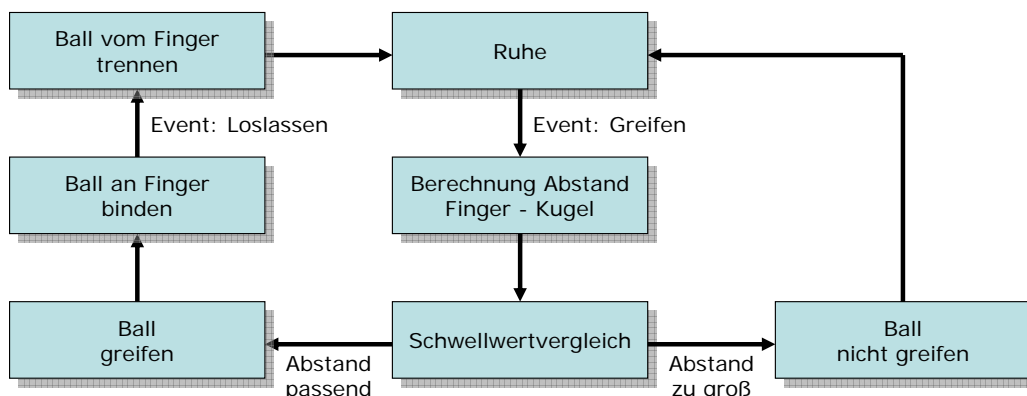 Ball vom Finger
trennen
Ruhe
Event: Loslassen
Event: Greifen
Ball an Finger
binden
Berechnung Abstand
Finger - Kugel
Ball
greifen
Schwellwertvergleich
Ball
nicht greifen
Abstand
passend
Abstand
zu groß